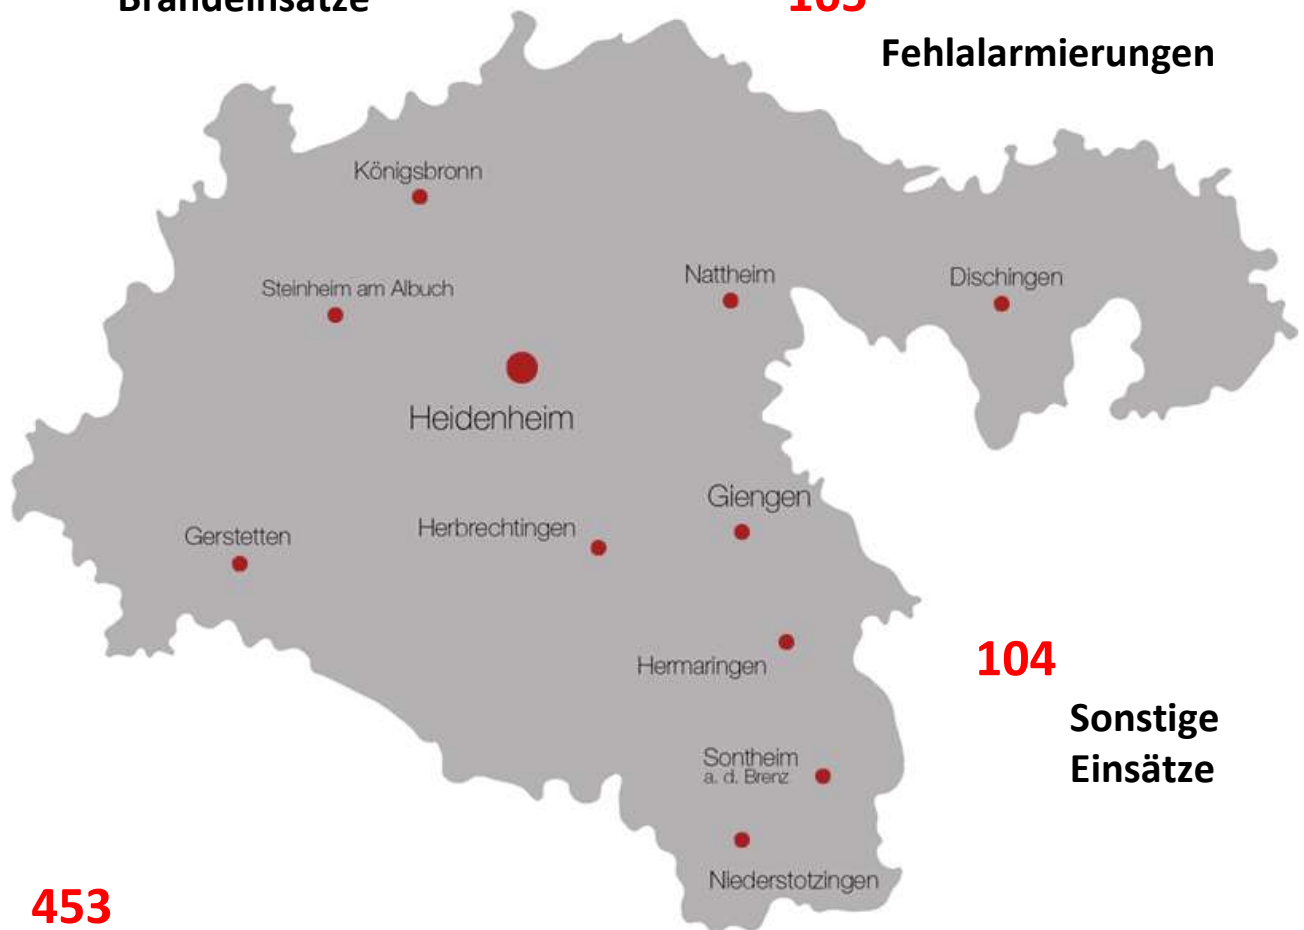 Brandeinsätze
Fehlalarmierungen
Königsbronn
Steinheim am Albuch
Nattheim
Dischingen
Heidenheim
Giengen
Gerstetten
Herbrechtingen
Hermaringen
104
Sonstige
Einsätze
Sontheim
a. d. Brenz
Niederstotzingen
453